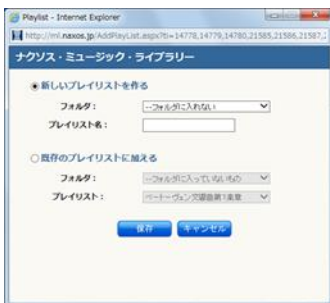 Playlist - Internet Explorer
http://ml.naxos.jp/AddPlayList.aspx?ti=14778,14779,14780,21585,21586,21587,2
ナクソス・ミュージック・ライブラリー
新しいプレイリストを作る
フォルダ： --フォルダに入れない
プレイリスト名：
既存のプレイリストに加える
フォルダ： --フォルダに入っていないもの
プレイリスト： ベートーヴェン交響曲第1楽章
保存 キャンセル